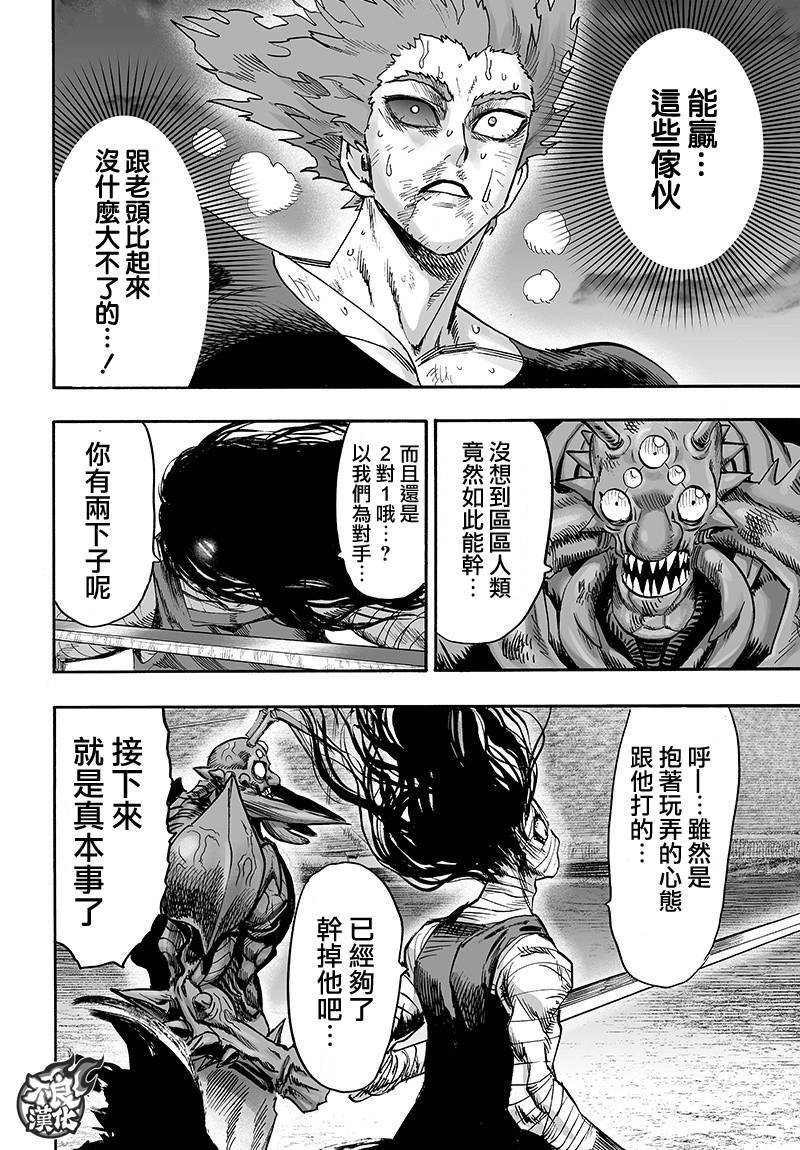 能贏…
這些傢伙
跟老頭比起來
沒什麼大不了的…！
沒想到區區人類
竟然如此能幹…
而且還是
2對1哦…？
以我們為對手…
你有兩下子呢
呼—…雖然是
抱著玩弄的心態
跟他打的…
已經夠了
幹掉他吧…
接下來
就是真本事了
不良
漢化